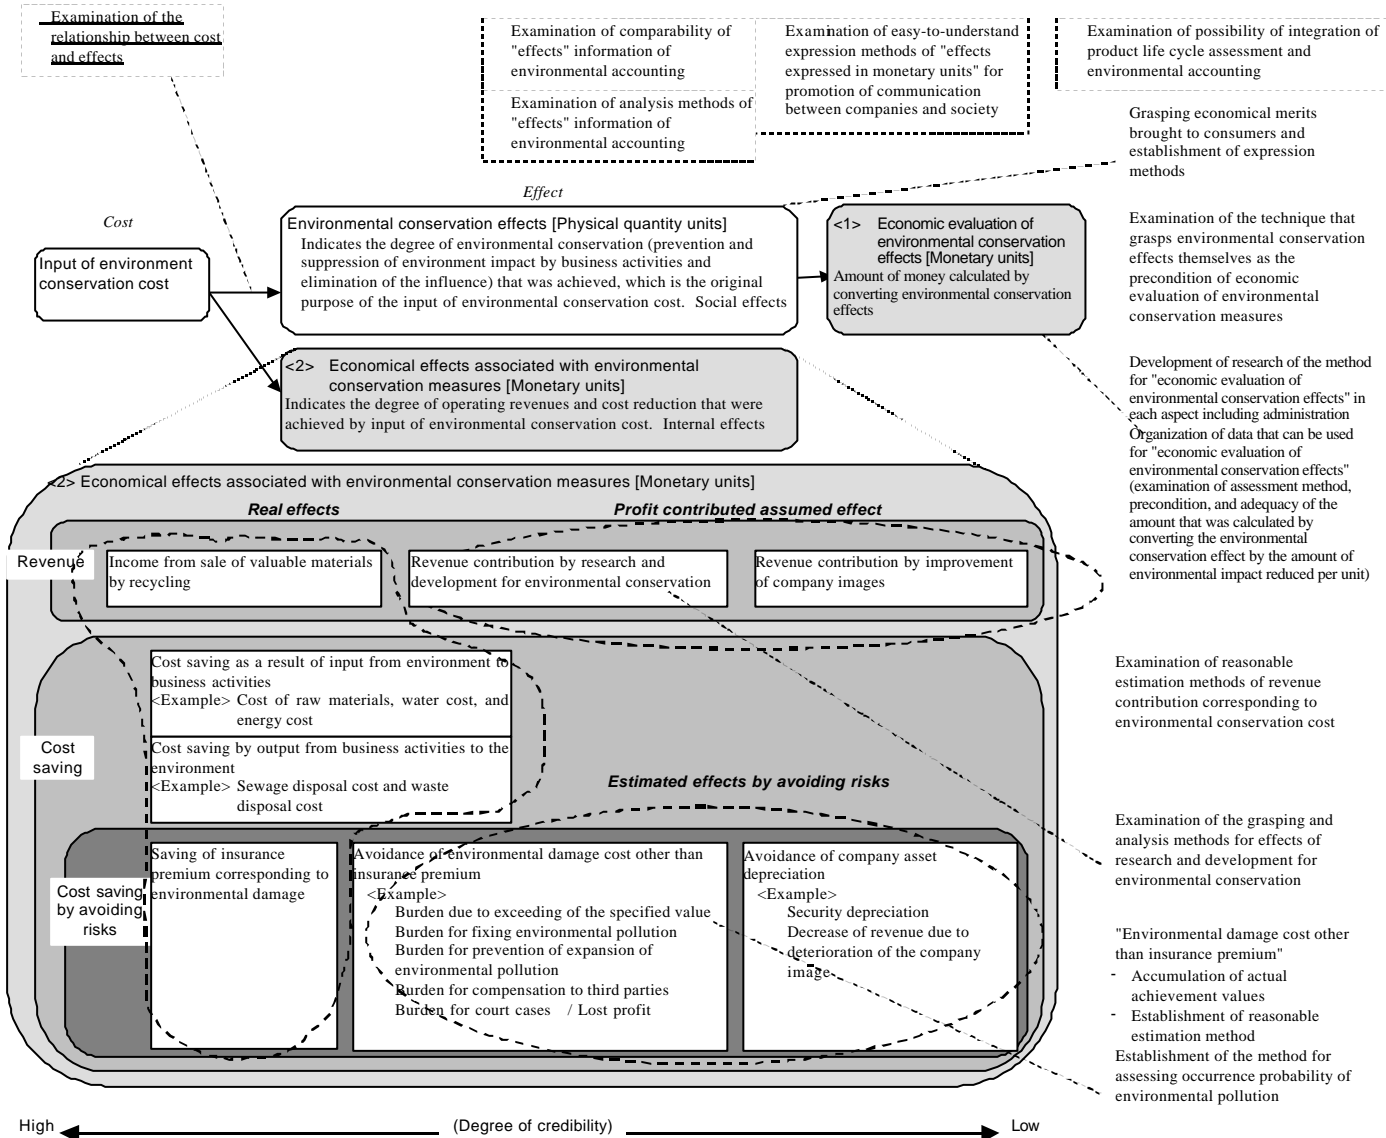 Examination of the
relationship between cost
and effects
Examination of comparability of
"effects" information of
environmental accounting
Examination of analysis methods of
"effects" information of
environmental accounting
Examination of easy-to-understand
expression methods of "effects
expressed in monetary units" for
promotion of communication
between companies and society
Examination of possibility of integration of
product life cycle assessment and
environmental accounting
Grasping economical merits
brought to consumers and
establishment of expression
methods
Effect
Cost
Input of environment
conservation cost
Environmental conservation effects [Physical quantity units]
Indicates the degree of environmental conservation (prevention and
suppression of environment impact by business activities and
elimination of the influence) that was achieved, which is the original
purpose of the input of environmental conservation cost. Social effects
<1> Economic evaluation of
environmental conservation
effects [Monetary units]
Amount of money calculated by
converting environmental conservation
effects
Examination of the technique that
grasps environmental conservation
effects themselves as the
precondition of economic
evaluation of environmental
conservation measures
<2> Economical effects associated with environmental
conservation measures [Monetary units]
Indicates the degree of operating revenues and cost reduction that were
achieved by input of environmental conservation cost. Internal effects
Development of research of the method
for "economic evaluation of
environmental conservation effects" in
each aspect including administration
Organization of data that can be used
for "economic evaluation of
environmental conservation effects"
(examination of assessment method,
precondition, and adequacy of the
amount that was calculated by
converting the environmental
conservation effect by the amount of
environmental impact reduced per unit)
<2> Economical effects associated with environmental conservation measures [Monetary units]
Real effects
Profit contributed assumed effect
Revenue
Income from sale of valuable materials
by recycling
Revenue contribution by research and
development for environmental conservation
Revenue contribution by improvement
of company images
Cost saving as a result of input from environment to
business activities
<Example> Cost of raw materials, water cost, and
energy cost
Examination of reasonable
estimation methods of revenue
contribution corresponding to
environmental conservation cost
Cost
saving
Cost saving by output from business activities to the
environment
<Example> Sewage disposal cost and waste
disposal cost
Estimated effects by avoiding risks
Cost saving
by avoiding
risks
Saving of insurance
premium corresponding to
environmental damage
Avoidance of environmental damage cost other than
insurance premium
<Example>
Burden due to exceeding of the specified value
Burden for fixing environmental pollution
Burden for prevention of expansion of
environmental pollution
Burden for compensation to third parties
Burden for court cases / Lost profit
Avoidance of company asset
depreciation
<Example>
Security depreciation
Decrease of revenue due to
deterioration of the company
image
Examination of the grasping and
analysis methods for effects of
research and development for
environmental conservation
"Environmental damage cost other
than insurance premium"
- Accumulation of actual
achievement values
- Establishment of reasonable
estimation method
Establishment of the method for
assessing occurrence probability of
environmental pollution
High
(Degree of credibility)
Low